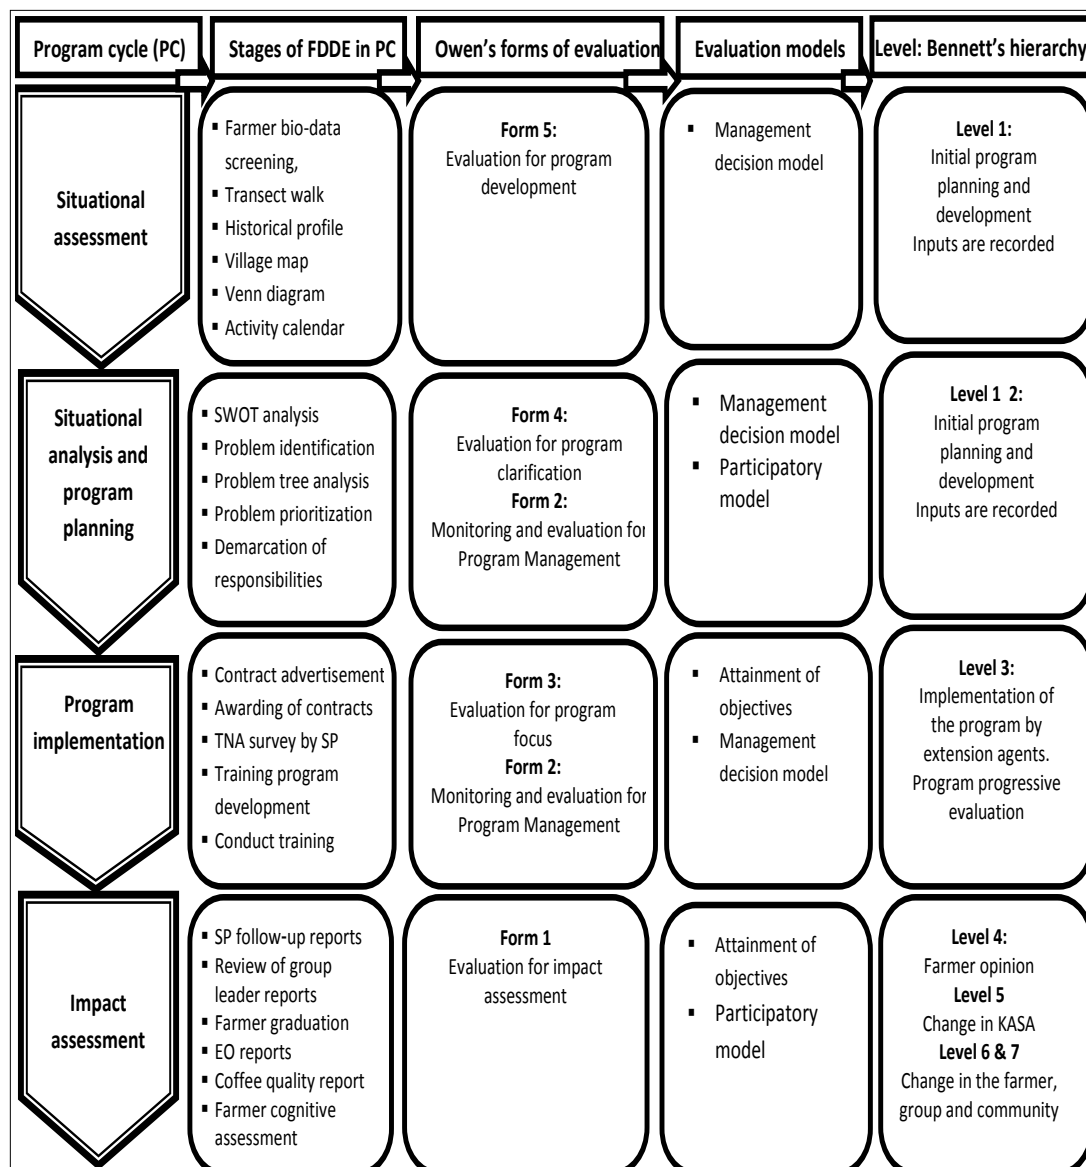 Program cycle (PC)
Stages of FDDE in PC
Owen's forms of evaluation
Evaluation models
Level: Bennett's hierarchy
Situational
assessment
▪ Farmer bio-data
screening,
▪ Transect walk
▪ Historical profile
▪ Village map
▪ Venn diagram
▪ Activity calendar
Form 5:
Evaluation for program
development
▪ Management
decision model
Level 1:
Initial program
planning and
development
Inputs are recorded
Situational
analysis and
program
planning
▪ SWOT analysis
▪ Problem identification
▪ Problem tree analysis
▪ Problem prioritization
▪ Demarcation of
responsibilities
Form 4:
Evaluation for program
clarification
Form 2:
Monitoring and evaluation for
Program Management
▪ Management
decision model
▪ Participatory
model
Level 1 2:
Initial program
planning and
development
Inputs are recorded
Program
implementation
▪ Contract advertisement
▪ Awarding of contracts
▪ TNA survey by SP
▪ Training program
development
▪ Conduct training
Form 3:
Evaluation for program
focus
Form 2:
Monitoring and evaluation for
Program Management
▪ Attainment of
objectives
▪ Management
decision model
Level 3:
Implementation of
the program by
extension agents.
Program progressive
evaluation
Impact
assessment
▪ SP follow-up reports
▪ Review of group
leader reports
▪ Farmer graduation
▪ EO reports
▪ Coffee quality report
▪ Farmer cognitive
assessment
Form 1
Evaluation for impact
assessment
▪ Attainment of
objectives
▪ Participatory
model
Level 4:
Farmer opinion
Level 5
Change in KASA
Level 6 & 7
Change in the farmer,
group and community